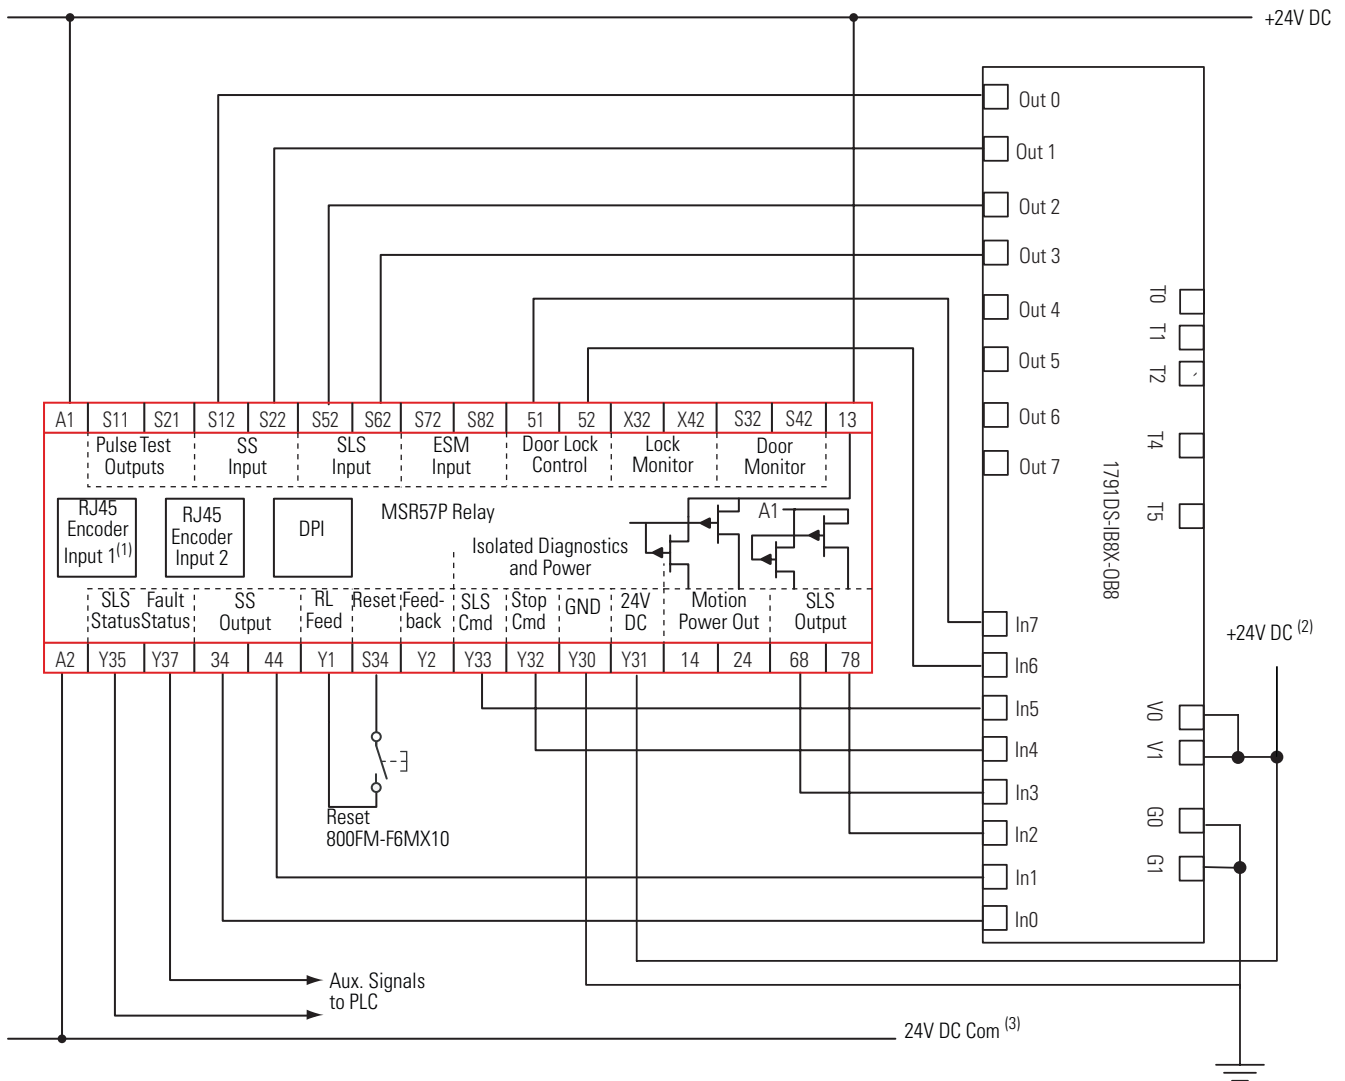 +24V DC
Out 0
Out 1
Out 2
Out 3
Out 4
Out 5
Out 6
Out 7
T0
T1
T2
T4
T5
1791DS-IB8X-OB8
In7
In6
In5
In4
In3
In2
In1
In0
V0
V1
G0
G1
+24V DC (2)
A1 S11 S21 S12 S22 S52 S62 S72 S82 51 52 X32 X42 S32 S42 13
Pulse Test
Outputs
SS
Input
SLS
Input
ESM
Input
Door Lock
Control
Lock
Monitor
Door
Monitor
RJ45
Encoder
Input 1(1)
RJ45
Encoder
Input 2
DPI
MSR57P Relay
Isolated Diagnostics
and Power
A1
SLS
Status
Fault
Status
SS
Output
RL
Feed
Reset
Feed-
back
SLS
Cmd
Stop
Cmd
GND
24V
DC
Motion
Power Out
SLS
Output
A2 Y35 Y37 34 44 Y1 S34 Y2 Y33 Y32 Y30 Y31 14 24 68 78
Reset
800FM-F6MX10
Aux. Signals
to PLC
24V DC Com (3)